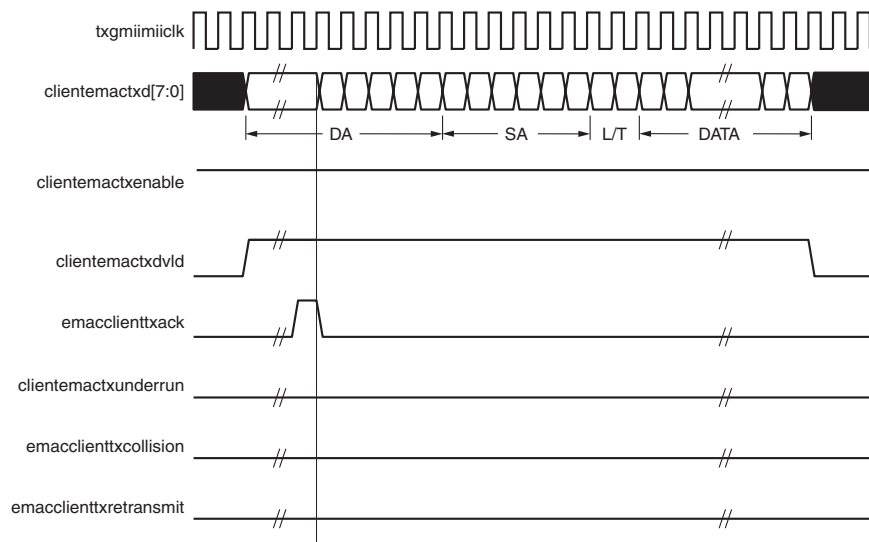 txgmiimiiclk
clientemactxd[7:0]
DA SA L/T DATA
clientemactxenable
clientemactxdvld
emacclienttxack
clientemactxunderrun
emacclienttxcollision
emacclienttxretransmit